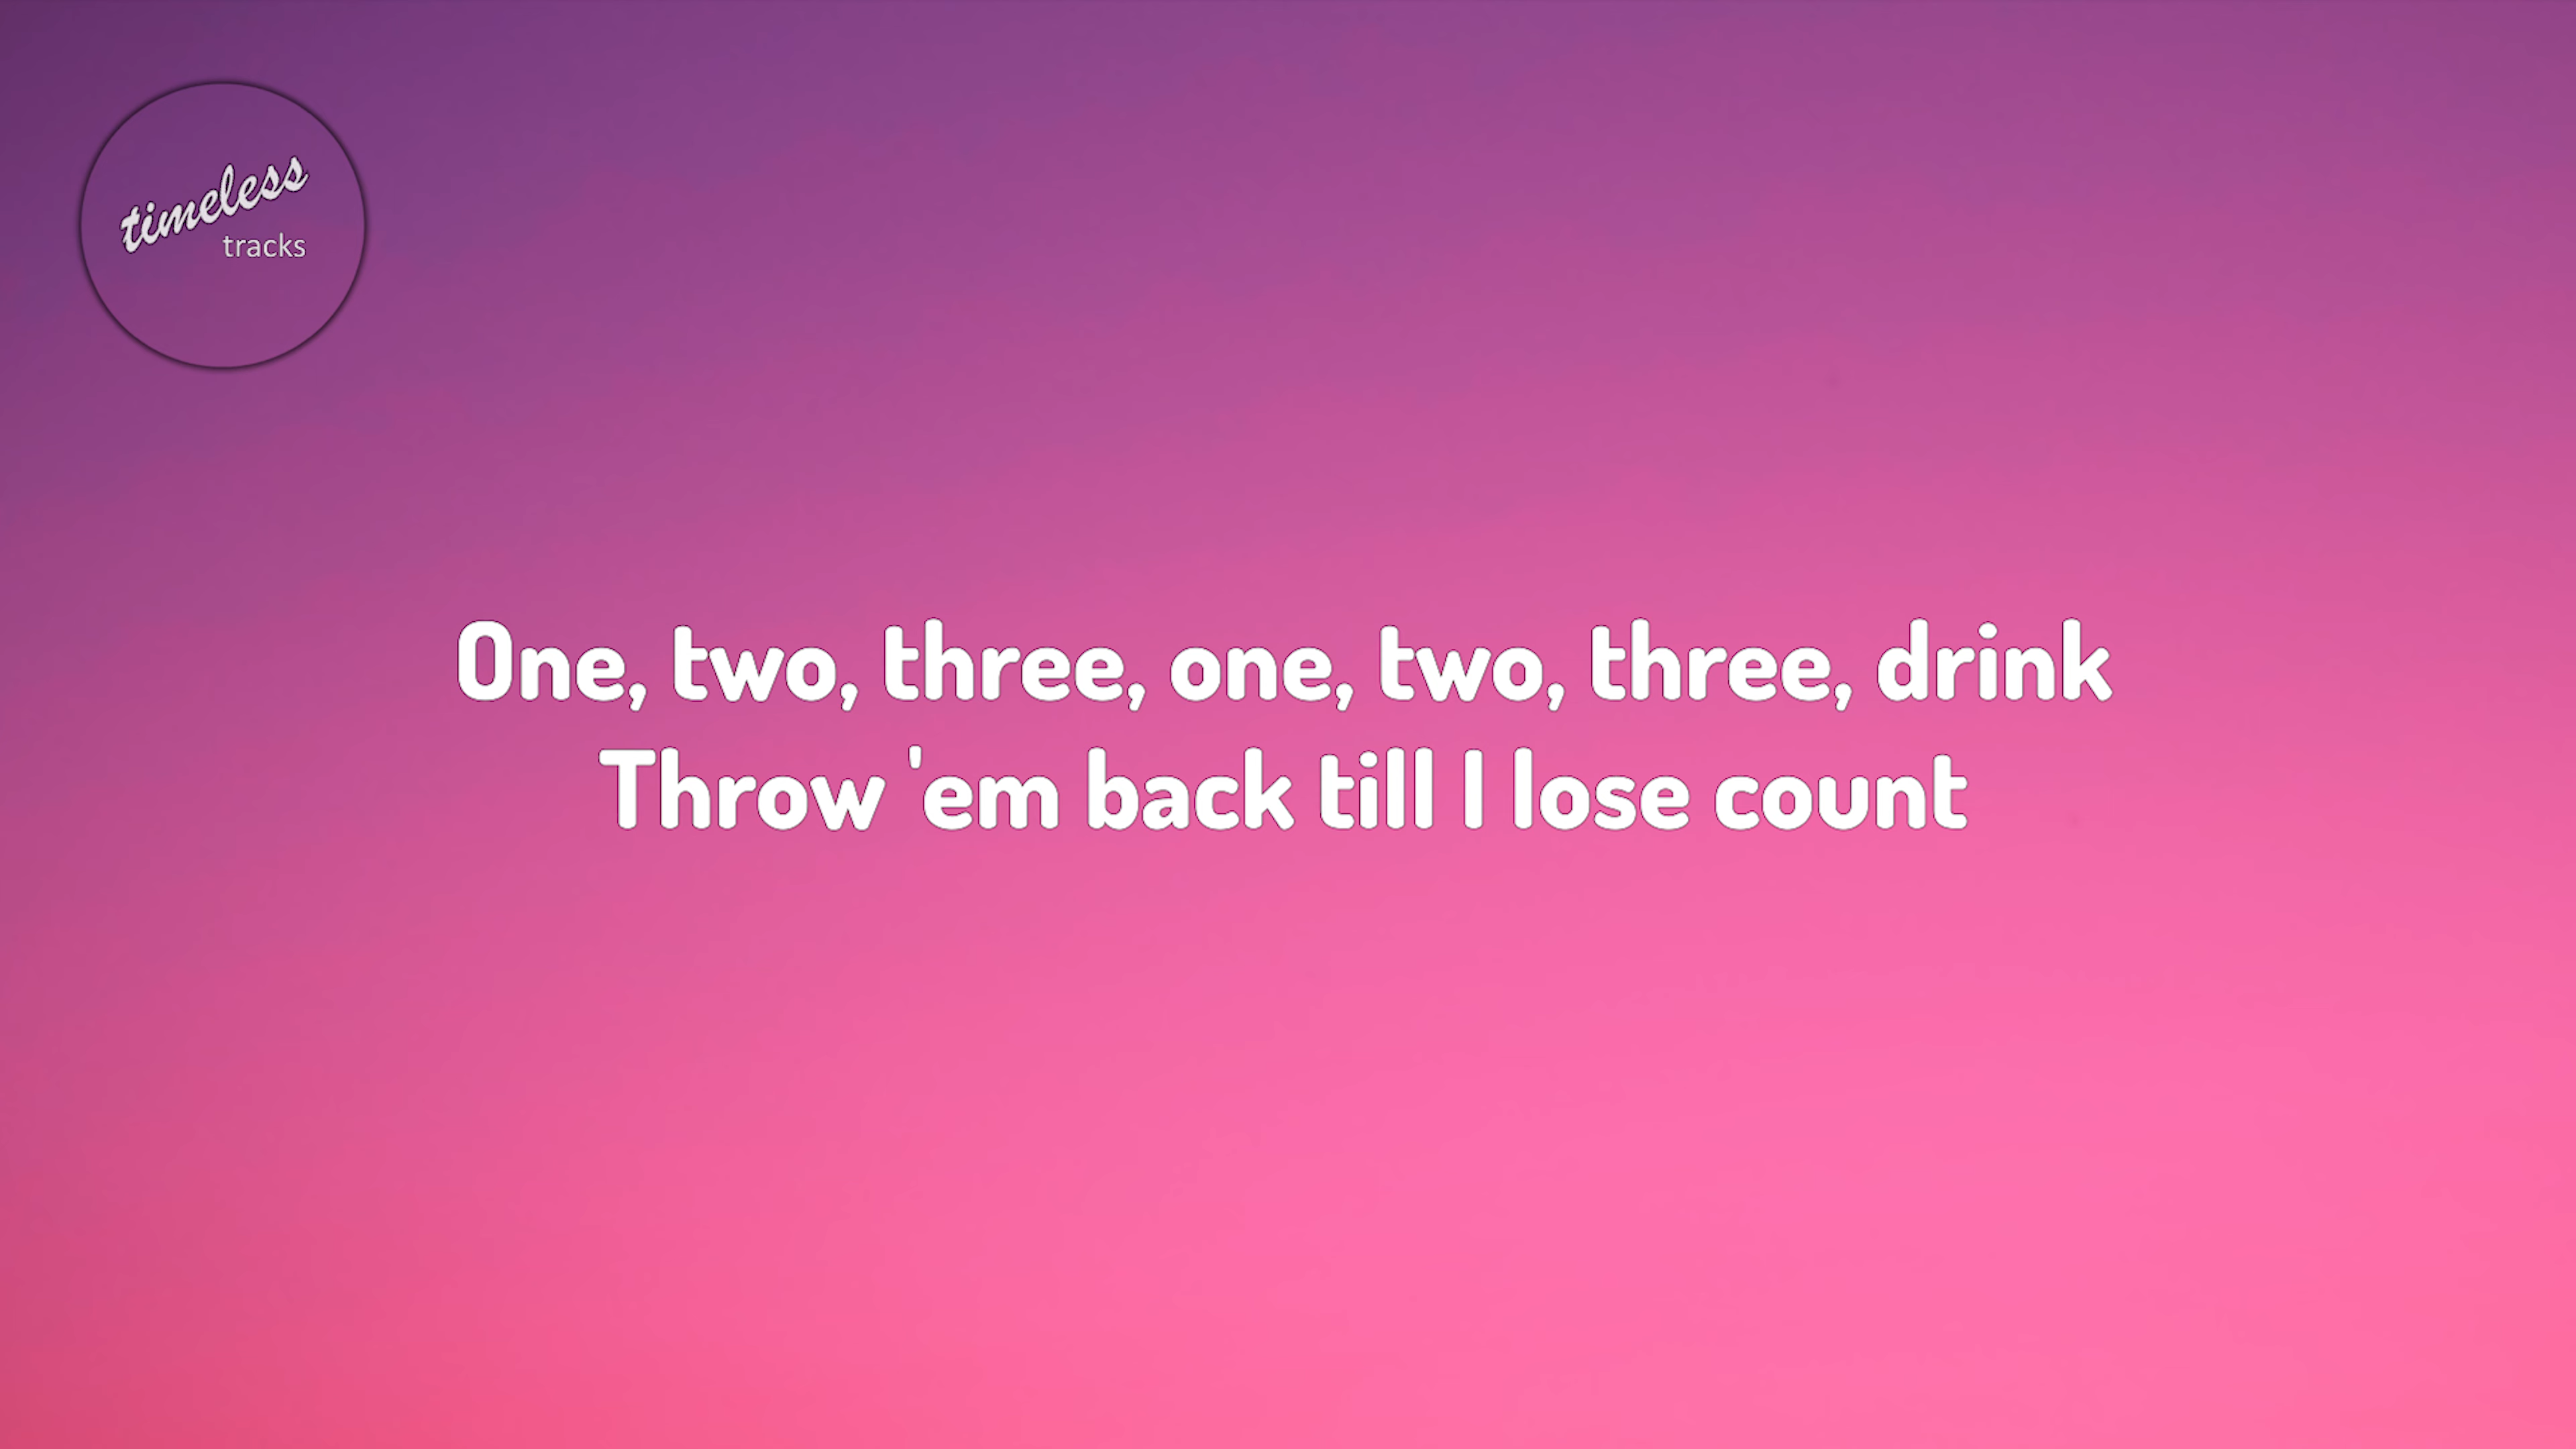 timeless
tracks
One, two, three, one, two, three, drink
Throw 'em back till I lose count